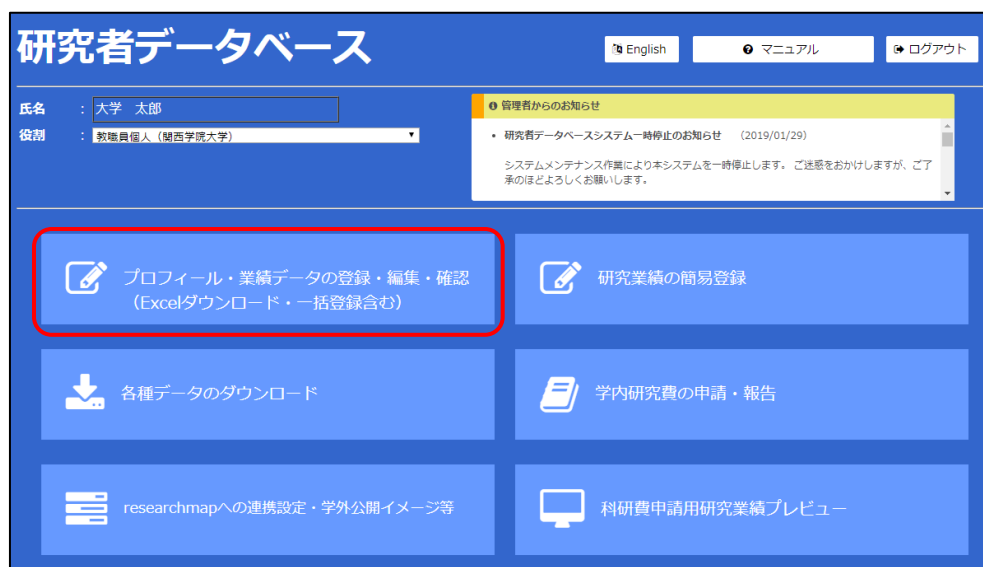 研究者データベース
English
マニュアル
ログアウト
氏名 : 大学 太郎
役割 : 教職員個人(関西学院大学)
管理者からのお知らせ
・ 研究者データベースシステム一時停止のお知らせ (2019/01/29)
システムメンテナンス作業により本システムを一時停止します。 ご迷惑をおかけしますが、ご了
承のほどよろしくお願いします。
プロフィール・業績データの登録・編集・確認
(Excelダウンロード・一括登録含む)
研究業績の簡易登録
各種データのダウンロード
学内研究費の申請・報告
researchmapへの連携設定・学外公開イメージ等
科研費申請用研究業績プレビュー